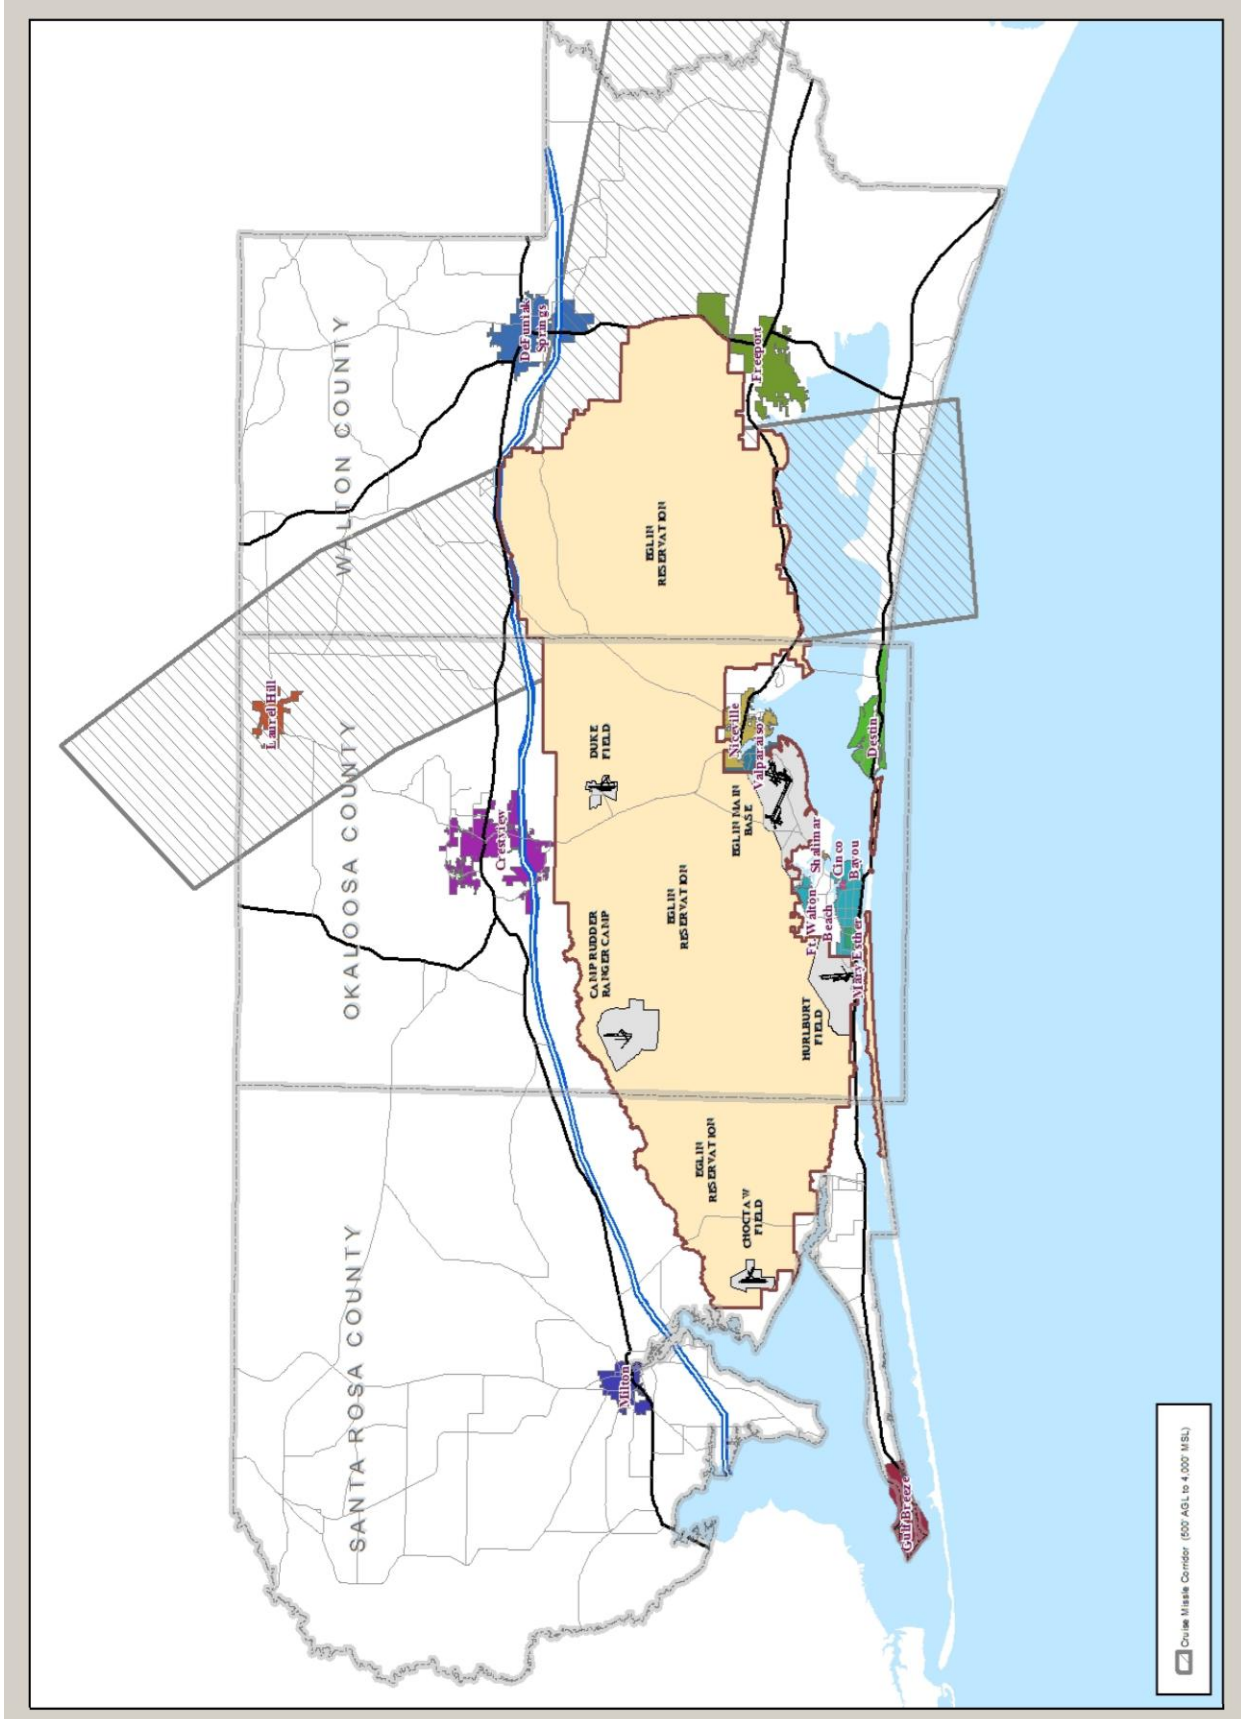 SANTA ROSA COUNTY
OKALOOSA COUNTY
WALTON COUNTY
Laurel Hill
Crestview
DeFuniak
Springs
Milton
CAMP RUDDER
RANGER CAMP
DUKE
FIELD
EGLIN
RESERVATION
EGLIN
RESERVATION
EGLIN
RESERVATION
CHOCTAW
FIELD
EGLIN MAIN
BASE
Niceville
Valparaiso
Freeport
HURLBURT
FIELD
Ft. Walton
Beach
Shalimar
Cinco
Bayou
Mary Esther
Destin
Gulf Breeze
Cruise Missle Corridor (500' AGL to 4,000' MSL)